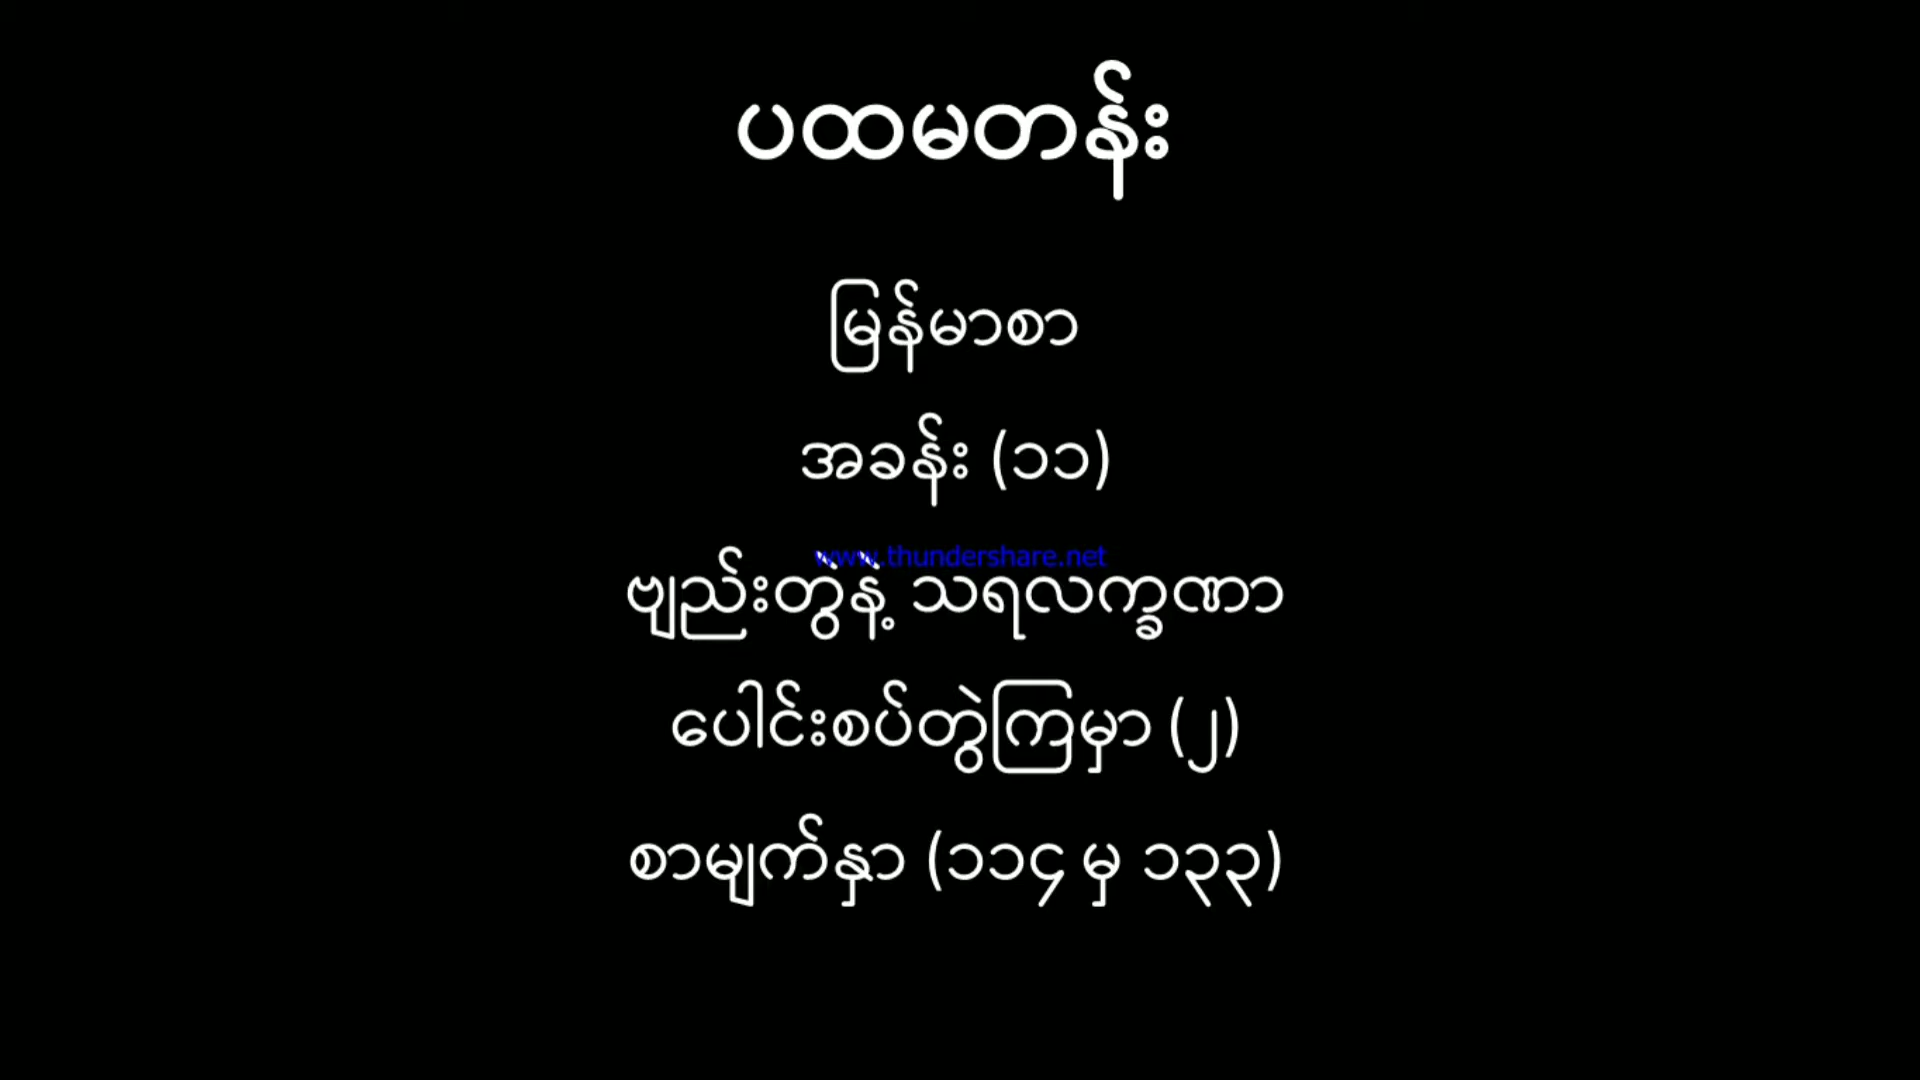 ပထမတန်း
မြန်မာစာ
အခန်း (၁၁)
www.thundershare.net
ဗျည်းတွဲနဲ့ သရလက္ခဏာ
ပေါင်းစပ်တွဲကြမှာ (၂)
စာမျက်နှာ (၁၁၄ မှ ၁၃၃)